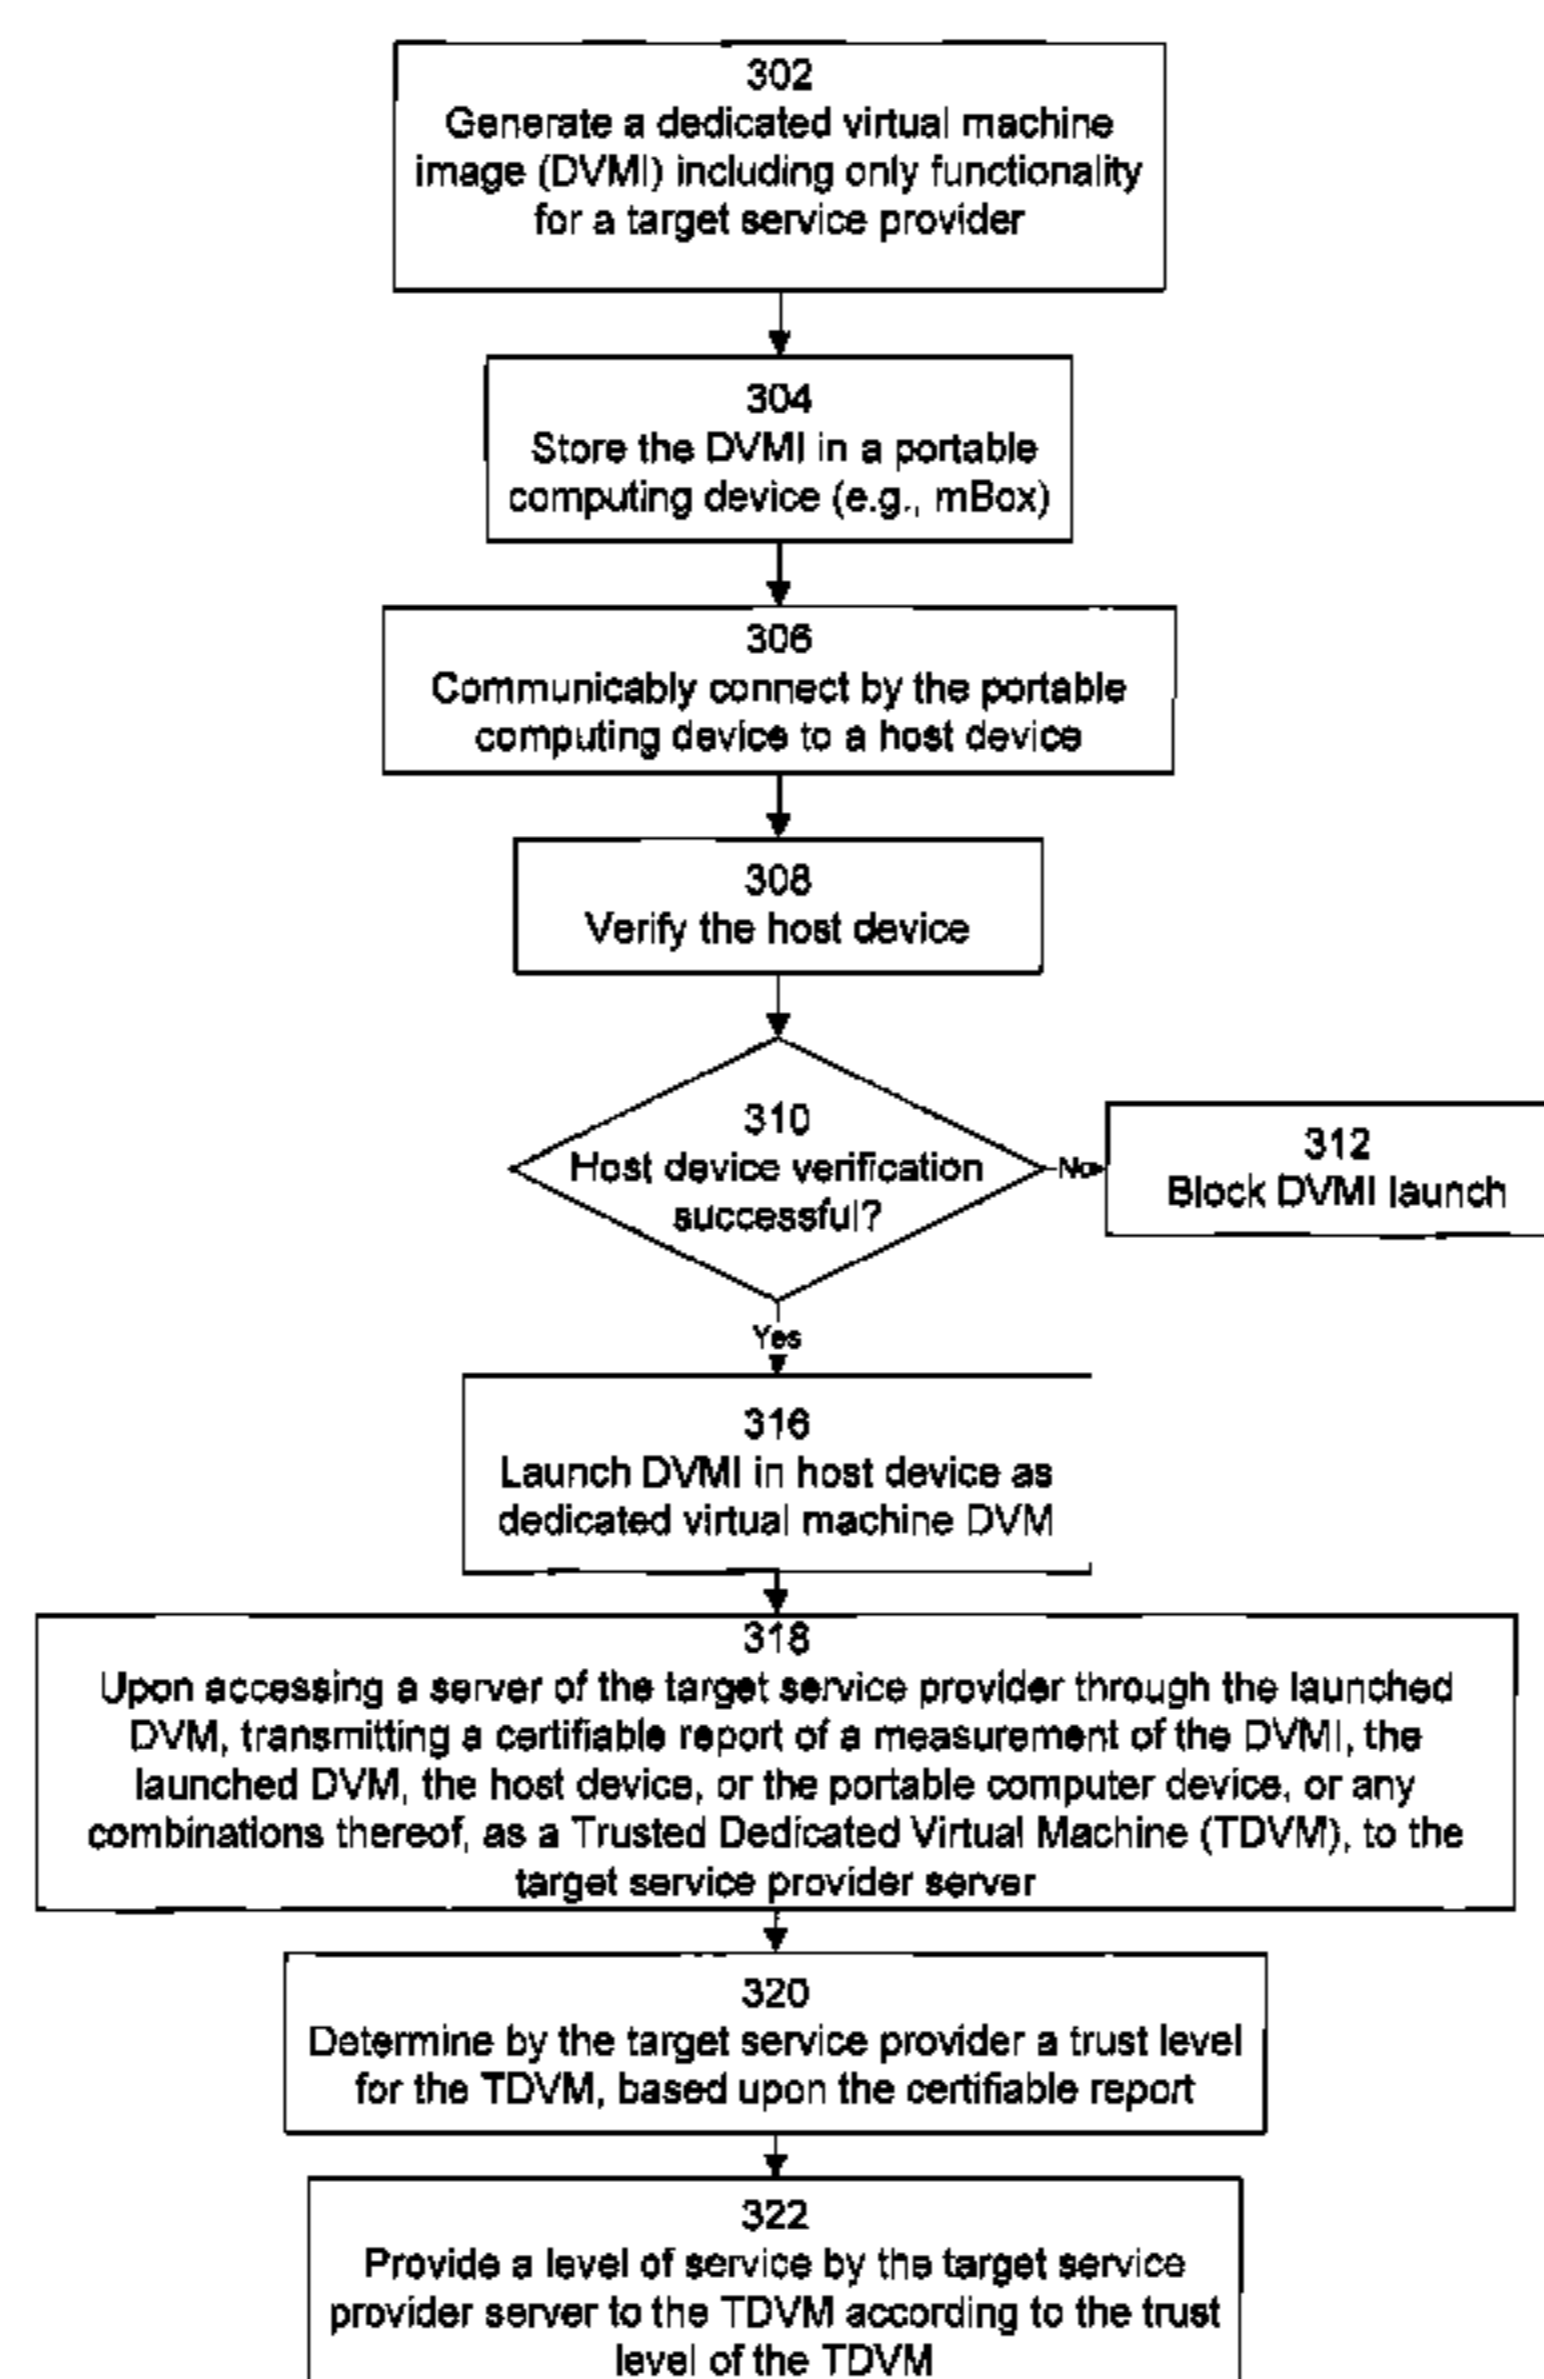 302
Generate a dedicated virtual machine
image (DVMI) including only functionality
for a target service provider
304
Store the DVMI in a portable
computing device (e.g., mBox)
306
Communicably connect by the portable
computing device to a host device
308
Verify the host device
310
Host device verification
successful?
No
312
Block DVMI launch
Yes
316
Launch DVMI in host device as
dedicated virtual machine DVM
318
Upon accessing a server of the target service provider through the launched
DVM, transmitting a certifiable report of a measurement of the DVMI, the
launched DVM, the host device, or the portable computer device, or any
combinations thereof, as a Trusted Dedicated Virtual Machine (TDVM), to the
target service provider server
320
Determine by the target service provider a trust level
for the TDVM, based upon the certifiable report
322
Provide a level of service by the target service
provider server to the TDVM according to the trust
level of the TDVM